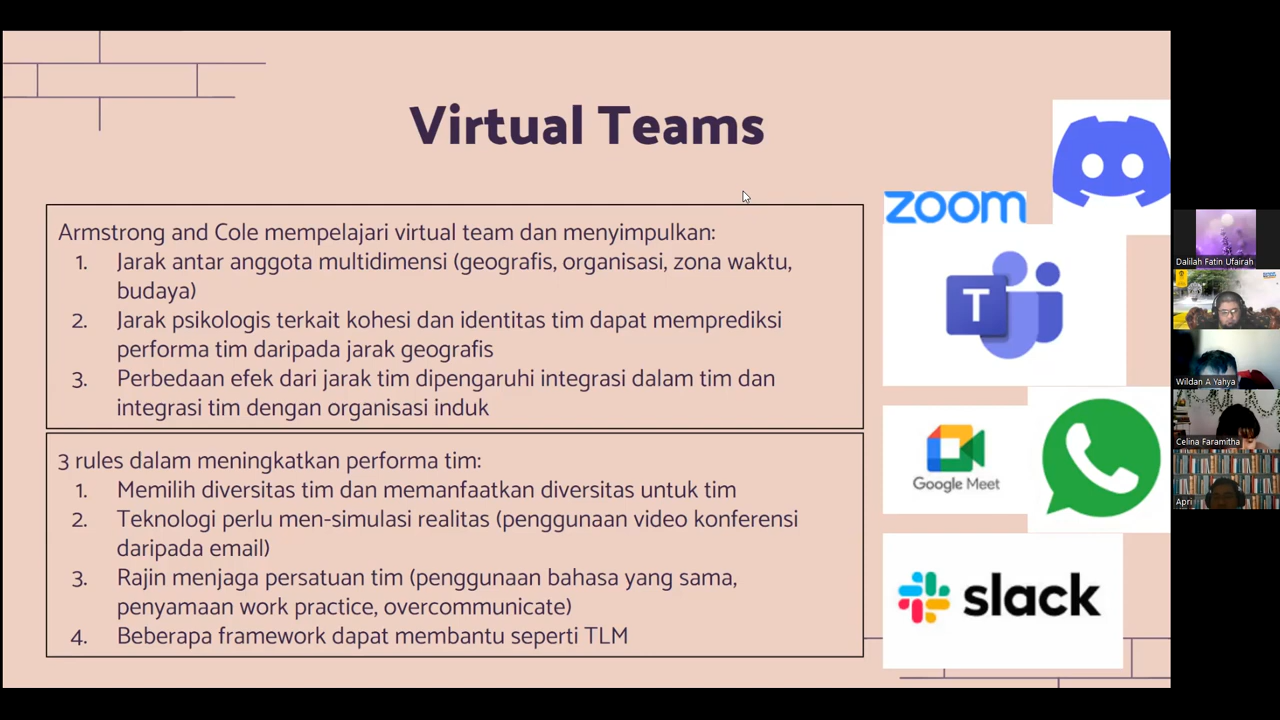 Virtual Teams
Armstrong and Cole mempelajari virtual team dan menyimpulkan:
1. Jarak antar anggota multidimensi (geografis, organisasi, zona waktu,
budaya)
2. Jarak psikologis terkait kohesi dan identitas tim dapat memprediksi
performa tim daripada jarak geografis
3. Perbedaan efek dari jarak tim dipengaruhi integrasi dalam tim dan
integrasi tim dengan organisasi induk
3 rules dalam meningkatkan performa tim:
1. Memilih diversitas tim dan memanfaatkan diversitas untuk tim
2. Teknologi perlu men-simulasi realitas (penggunaan video konferensi
daripada email)
3. Rajin menjaga persatuan tim (penggunaan bahasa yang sama,
penyamaan work practice, overcommunicate)
4. Beberapa framework dapat membantu seperti TLM
zoom
T
Google Meet
slack
Dalilah Fatin Ufairah
Wildan A Yahya
Celina Faramitha
Apri